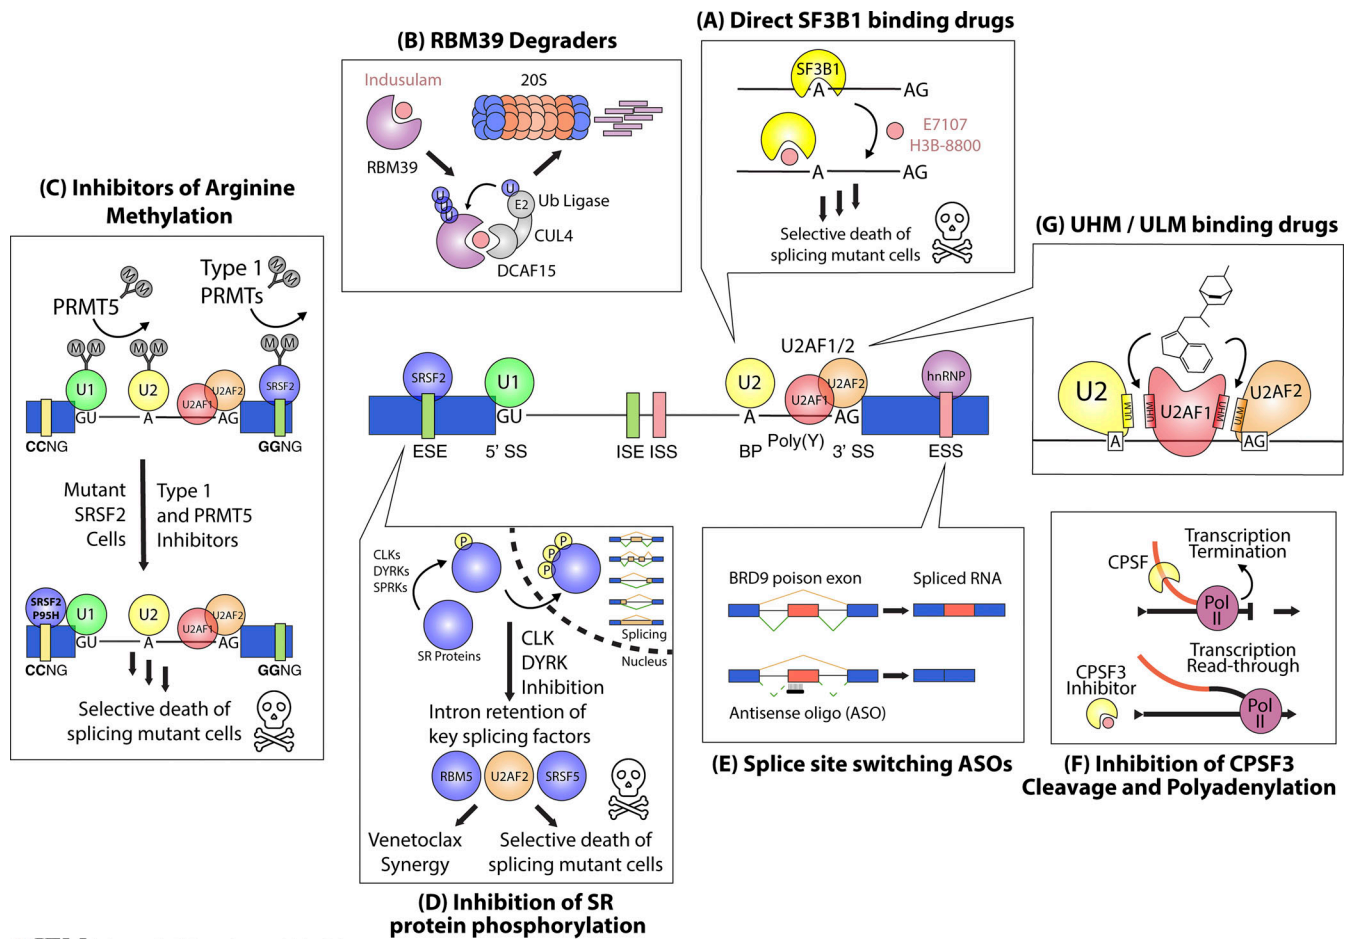 (A) Direct SF3B1 binding drugs
SF3B1
A
AG
E7107
H3B-8800
A
AG
Selective death of
splicing mutant cells
(B) RBM39 Degraders
Indusulam
20S
RBM39
U
U
U
U
E2
Ub Ligase
CUL4
DCAF15
(C) Inhibitors of Arginine
Methylation
Type 1
PRMTs
M
M
PRMT5
M
M
M
M
M
M
M
M
U1
U2
U2AF1
U2AF2
SRSF2
GU
A
AG
CCNG
GGNG
Mutant
SRSF2
Cells
Type 1
and PRMT5
Inhibitors
SRSF2
P95H
U1
U2
U2AF1
U2AF2
GU
A
AG
CCNG
GGNG
Selective death of
splicing mutant cells
SRSF2
U1
GU
ESE
5' SS
ISE ISS
U2AF1/2
U2
U2AF1
U2AF2
hnRNP
A
AG
BP
Poly(Y)
3' SS
ESS
(G) UHM / ULM binding drugs
U2
ULM
UHM
U2AF1
UHM
ULM
U2AF2
A
AG
CLKs
DYRKs
SPRKs
P
P
P
P
SR Proteins
Splicing
Nucleus
CLK
DYRK
Inhibition
Intron retention of
key splicing factors
RBM5
U2AF2
SRSF5
Venetoclax
Synergy
Selective death of
splicing mutant cells
(D) Inhibition of SR
protein phosphorylation
BRD9 poison exon
Spliced RNA
Antisense oligo (ASO)
(E) Splice site switching ASOs
Transcription
Termination
CPSF
Pol
II
Transcription
Read-through
CPSF3
Inhibitor
Pol
II
(F) Inhibition of CPSF3
Cleavage and Polyadenylation